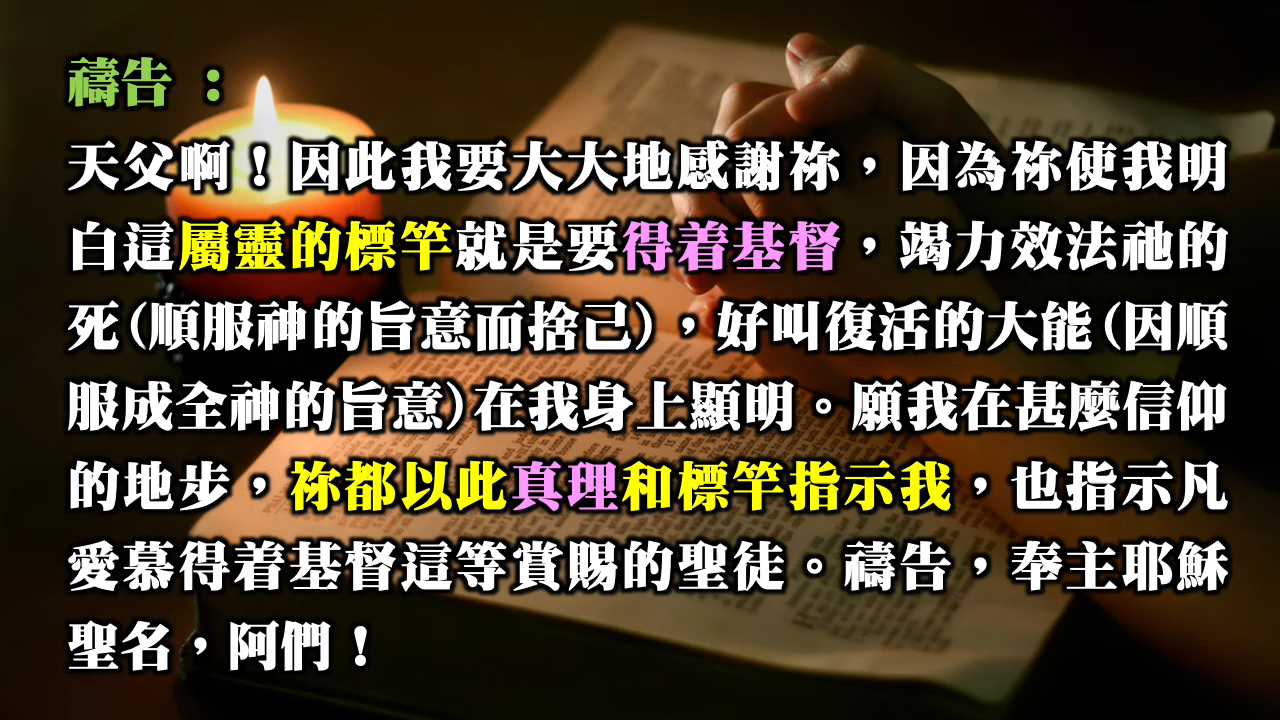 禱告 ：
天父啊！因此我要大大地感謝祢，因為祢使我明
白這屬靈的標竿就是要得着基督，竭力效法祂的
死(順服神的旨意而捨己)，好叫復活的大能(因順
服成全神的旨意)在我身上顯明。願我在甚麼信仰
的地步，祢都以此真理和標竿指示我，也指示凡
愛慕得着基督這等賞賜的聖徒。禱告，奉主耶穌
聖名，阿們！